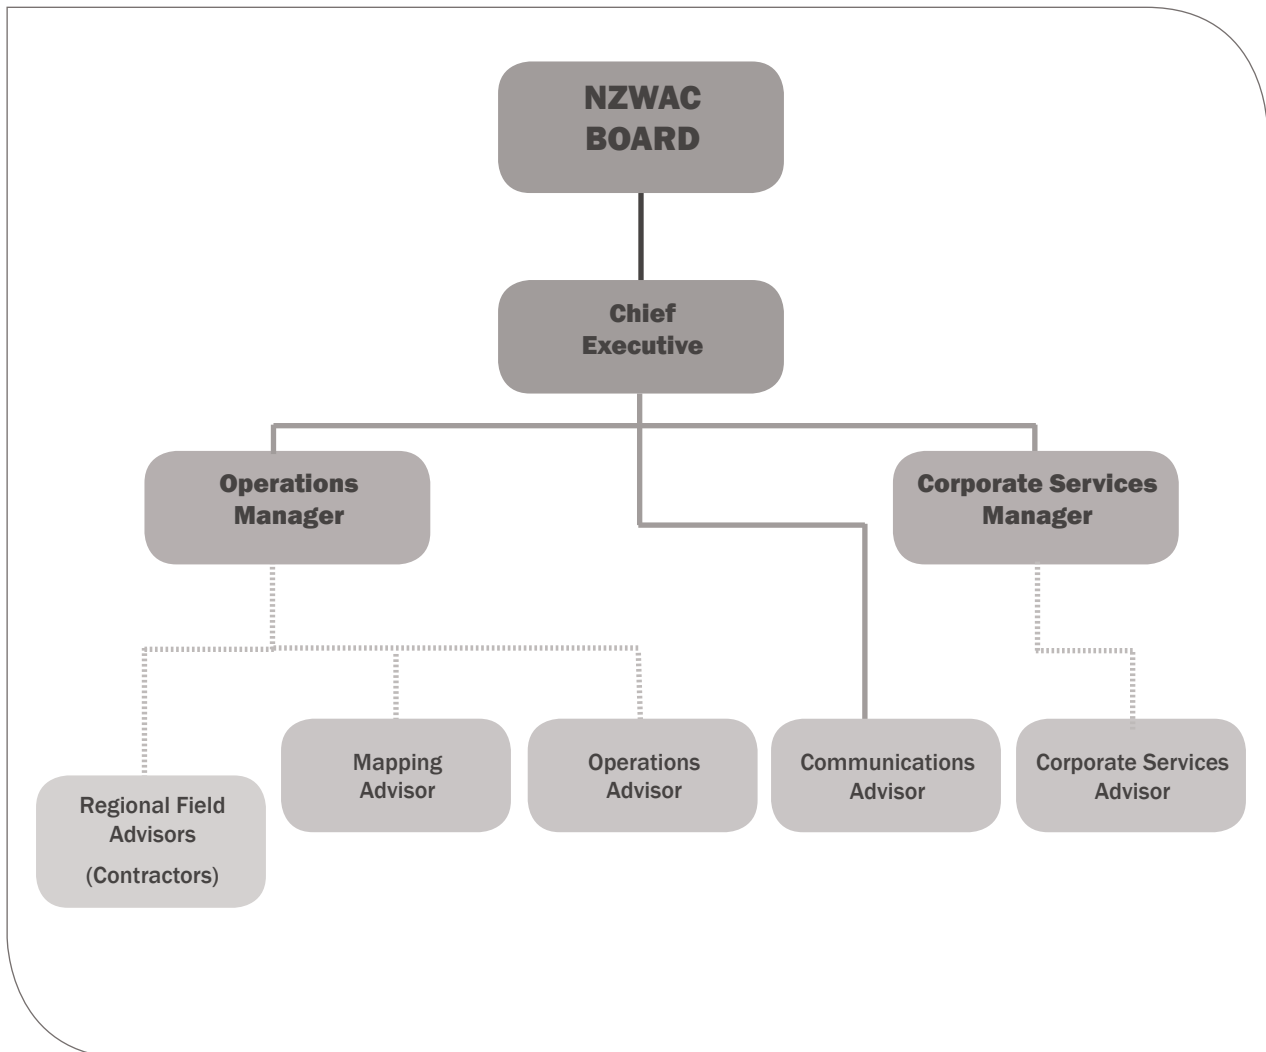 NZWAC
BOARD
Chief
Executive
Operations
Manager
Corporate Services
Manager
Mapping
Advisor
Operations
Advisor
Communications
Advisor
Corporate Services
Advisor
Regional Field
Advisors
(Contractors)